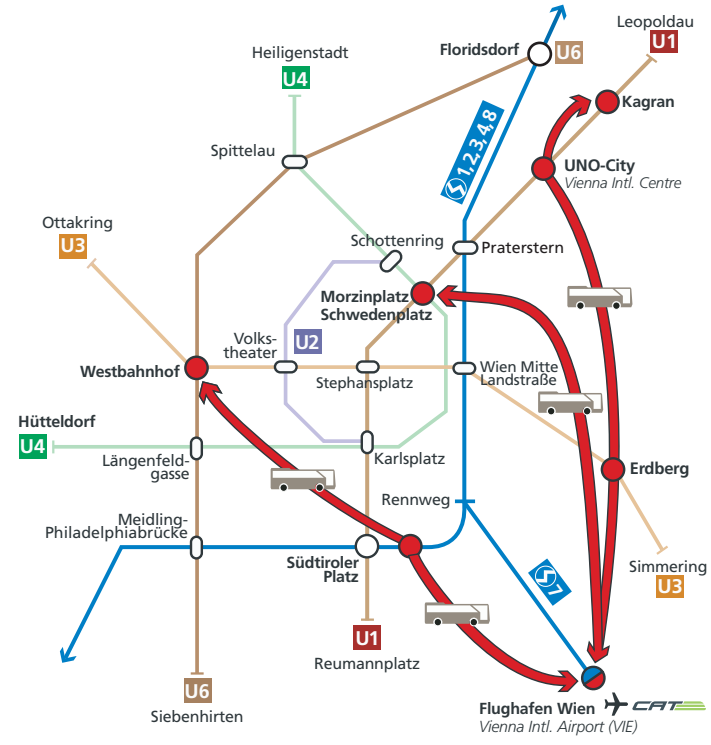 Leopoldau
U1
Heiligenstadt
U4
Floridsdorf
U6
Kagran
1, 2, 3, 4, 8
Spittelau
UNO-City
Vienna Intl. Centre
Ottakring
U3
Schottenring
Praterstern
Morzinplatz
Schwedenplatz
Volks-
theater
U2
Westbahnhof
Stephansplatz
Wien Mitte
Landstraße
Hütteldorf
U4
Längenfeld-
gasse
Karlsplatz
Erdberg
Rennweg
Meidling-
Philadelphiabrücke
Südtiroler
Platz
7
Simmering
U3
U1
Reumannplatz
U6
Siebenhirten
Flughafen Wien
CAT
Vienna Intl. Airport (VIE)